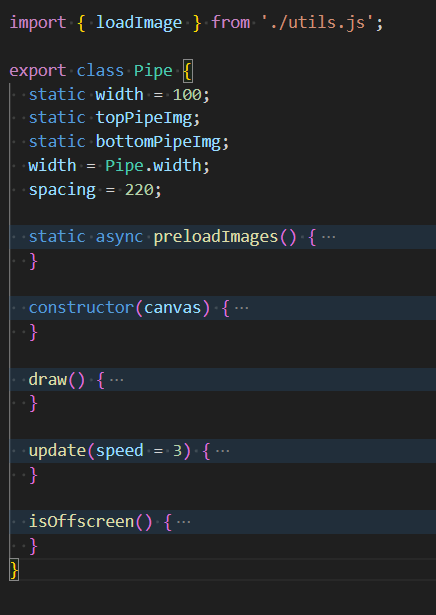 import { loadImage } from './utils.js';
export class Pipe {
  static width = 100;
  static topPipeImg;
  static bottomPipeImg;
  width = Pipe.width;
  spacing = 220;
  static async preloadImages() { ⋯
  }
  constructor(canvas) { ⋯
  }
  draw() { ⋯
  }
  update(speed = 3) { ⋯
  }
  isOffscreen() { ⋯
  }
}